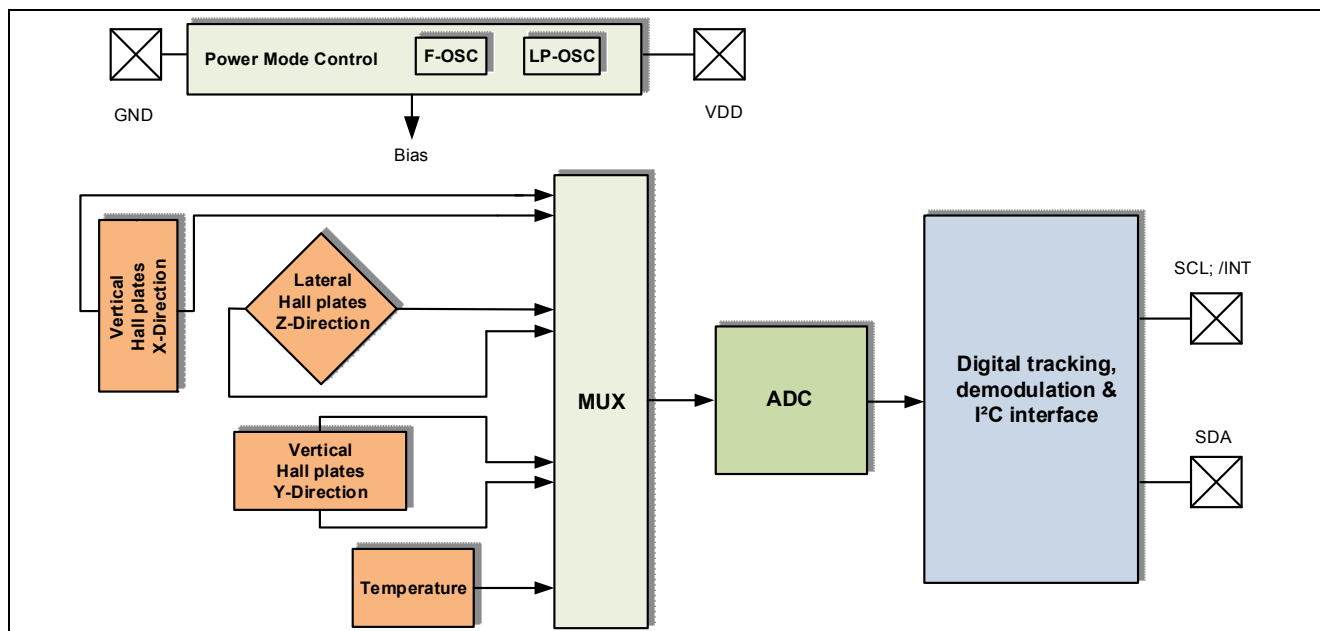 Power Mode Control
F-OSC
LP-OSC
GND
VDD
Bias
Vertical
Hall plates
X-Direction
Lateral
Hall plates
Z-Direction
Vertical
Hall plates
Y-Direction
Temperature
MUX
ADC
Digital tracking,
demodulation &
I²C interface
SCL; /INT
SDA